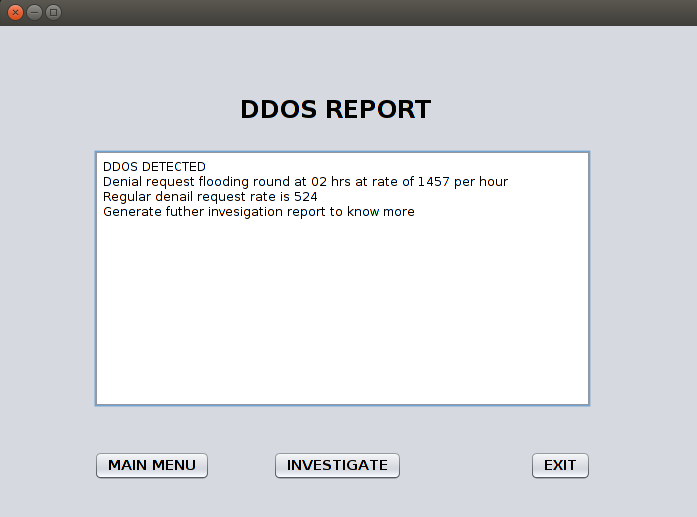 DDOS REPORT
DDOS DETECTED
Denial request flooding round at 02 hrs at rate of 1457 per hour
Regular denail request rate is 524
Generate futher invesigation report to know more
MAIN MENU
INVESTIGATE
EXIT